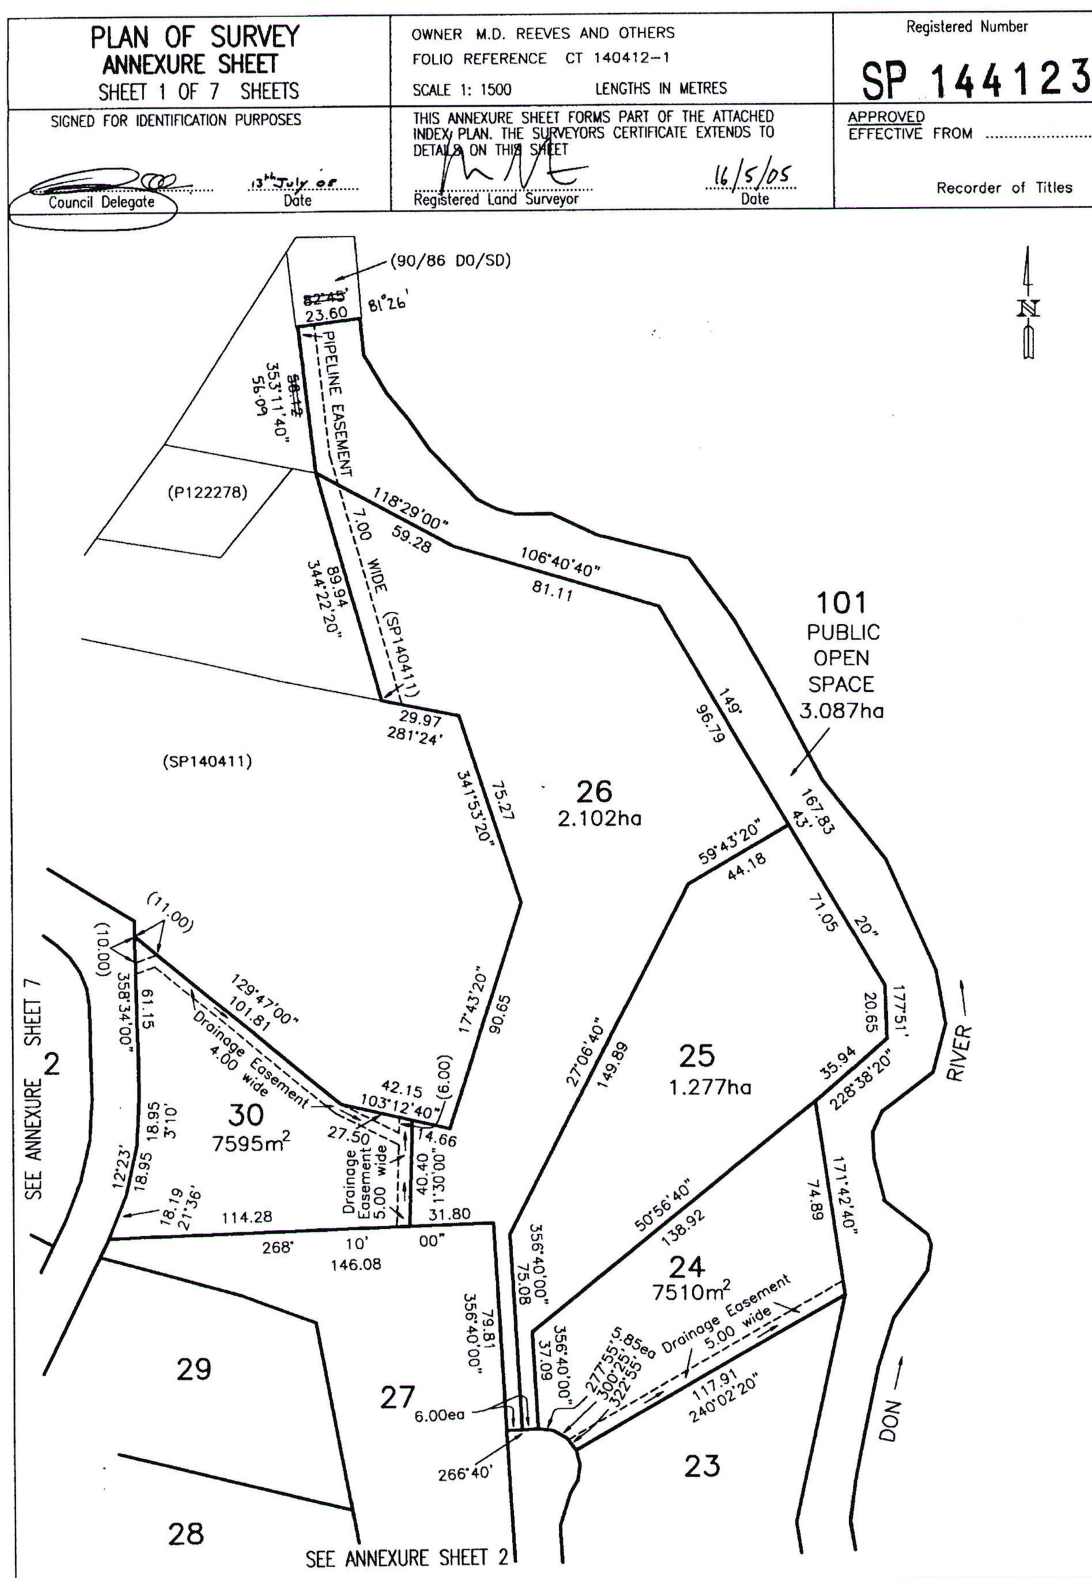 PLAN OF SURVEY
ANNEXURE SHEET
SHEET 1 OF 7 SHEETS
OWNER M.D. REEVES AND OTHERS
FOLIO REFERENCE CT 140412-1
SCALE 1: 1500 LENGTHS IN METRES
Registered Number
SP 144123
SIGNED FOR IDENTIFICATION PURPOSES
13th July 05
Council Delegate Date
THIS ANNEXURE SHEET FORMS PART OF THE ATTACHED
INDEX PLAN. THE SURVEYORS CERTIFICATE EXTENDS TO
DETAILS ON THIS SHEET
16/5/05
Registered Land Surveyor Date
APPROVED
EFFECTIVE FROM ..................
Recorder of Titles
(90/86 DO/SD)
82°45'
81°26'
23.60
N
PIPELINE EASEMENT
58.12
353°11'40"
56.09
(P122278)
118°29'00"
59.28
7.00 WIDE (SP140411)
106°40'40"
81.11
89.94
344°22'20"
101
PUBLIC
OPEN
SPACE
3.087ha
149°
96.79
29.97
281°24'
(SP140411)
75.27
341°53'20"
26
2.102ha
167.83
43'
59°43'20"
44.18
71.05
20"
(11.00)
(10.00)
129°47'00"
101.81
17°43'20"
90.65
61.15
358°34'00"
Drainage Easement
4.00 wide
SEE ANNEXURE SHEET 7
2
177°51'
20.65
RIVER
27°06'40"
149.89
25
1.277ha
35.94
228°38'20"
42.15
103°12'40"
(6.00)
30
7595m²
27.50
14.66
18.95
3°10'
12°23'
18.95
18.19
21°36'
Drainage
Easement
5.00 wide
40.40
1°30'00"
171°42'40"
74.89
114.28
31.80
268° 10' 00"
146.08
50°56'40"
138.92
356°40'00"
75.08
24
7510m²
79.81
356°40'00"
356°40'00"
37.09
5.85ea
277°55'
300°25'
322°55'
Drainage Easement
5.00 wide
117.91
240°02'20"
29
27
6.00ea
266°40'
DON
23
28
SEE ANNEXURE SHEET 2